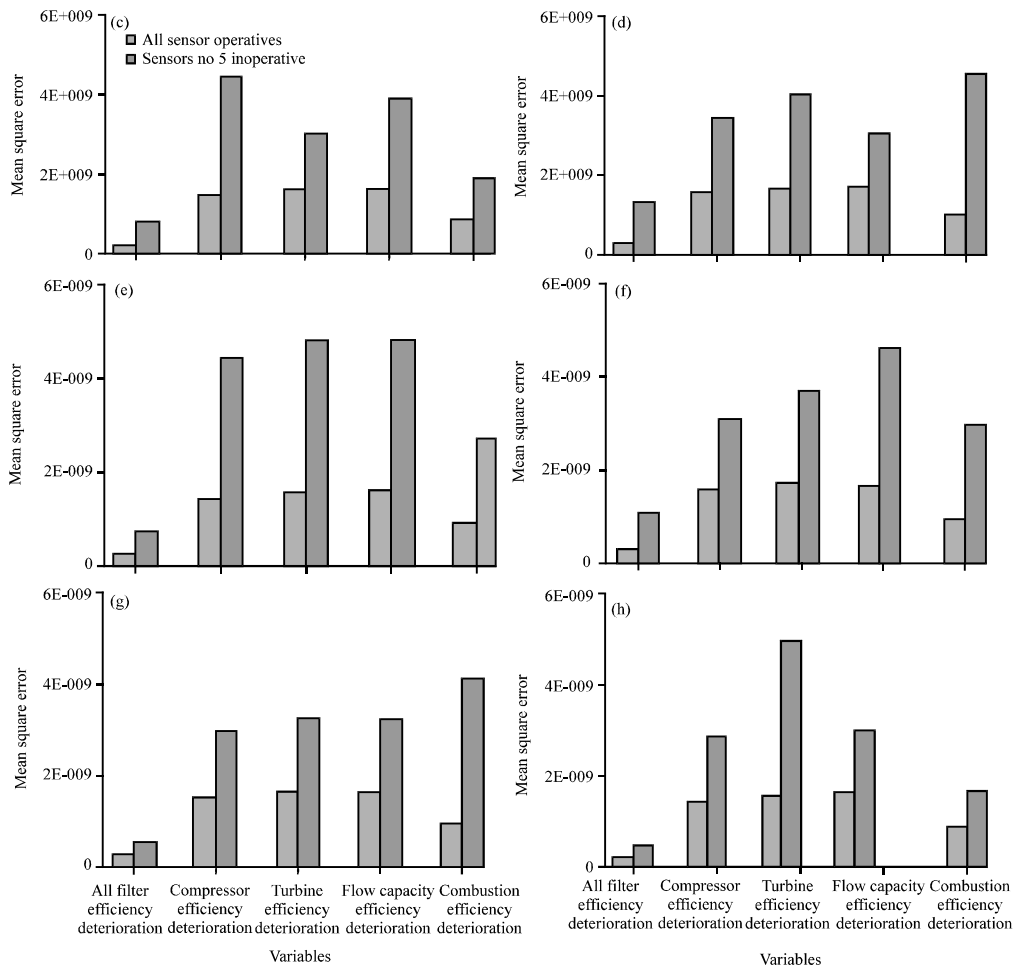 (c)
All sensor operatives
Sensors no 5 inoperative
Mean square error
6E+009
4E+009
2E+009
0
(d)
Mean square error
6E+009
4E+009
2E+009
0
(e)
Mean square error
6E-009
4E-009
2E-009
0
(f)
Mean square error
6E-009
4E-009
2E-009
0
(g)
Mean square error
6E-009
4E-009
2E-009
0
All filter
efficiency
deterioration
Compressor
efficiency
deterioration
Turbine
efficiency
deterioration
Flow capacity
efficiency
deterioration
Combustion
efficiency
deterioration
Variables
(h)
Mean square error
6E-009
4E-009
2E-009
0
All filter
efficiency
deterioration
Compressor
efficiency
deterioration
Turbine
efficiency
deterioration
Flow capacity
efficiency
deterioration
Combustion
efficiency
deterioration
Variables